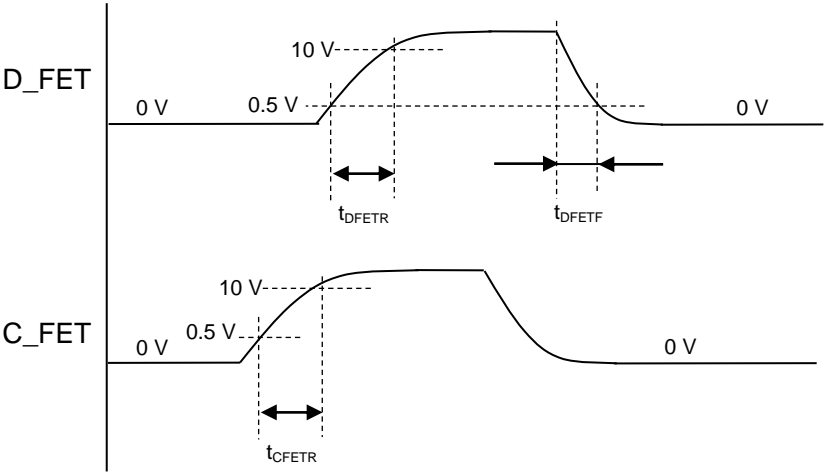 10 V
D_FET
0 V
0.5 V
0 V
tDFETR
tDFETF
10 V
C_FET
0.5 V
0 V
0 V
tCFETR